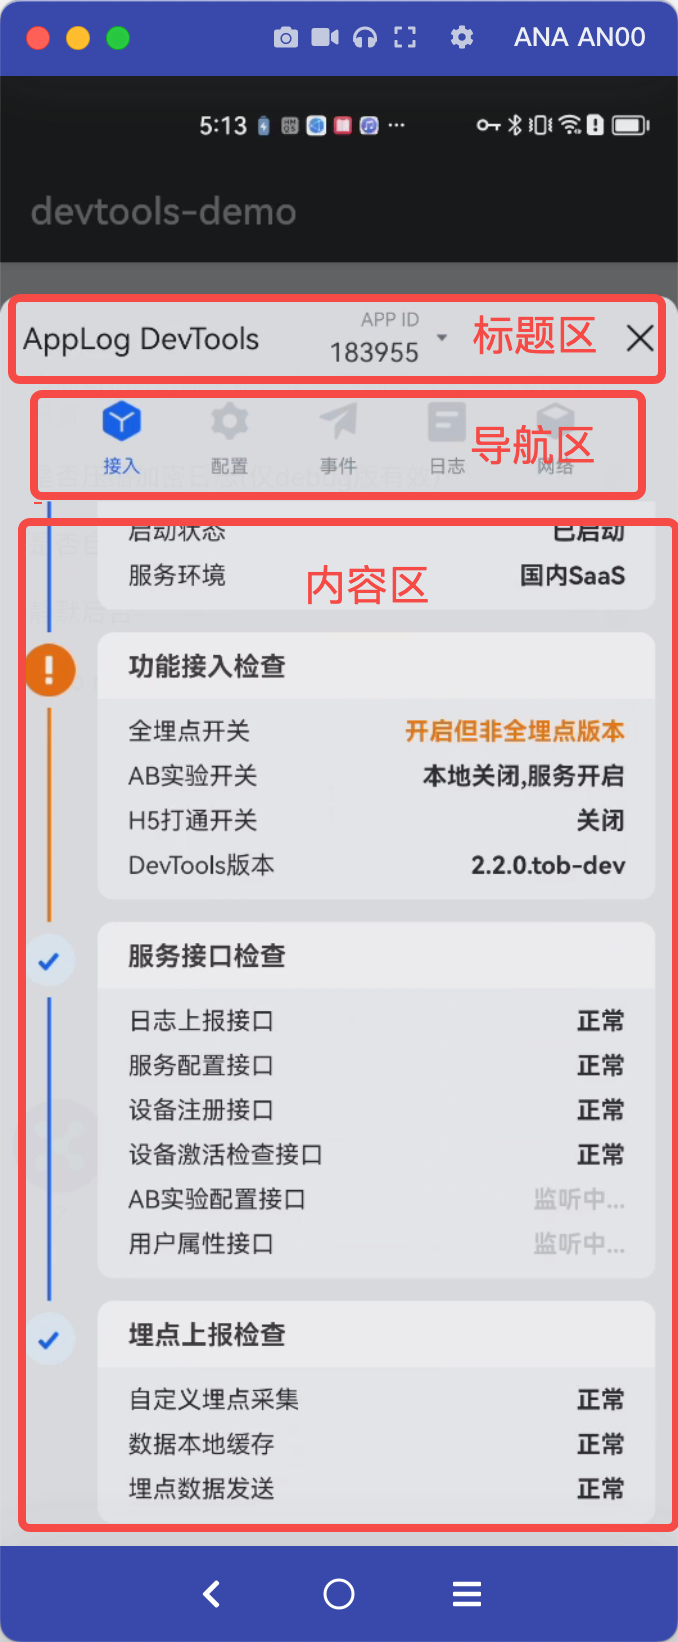 ANA AN00
5:13
devtools-demo
AppLog DevTools
APP ID
183955
标题区
接入
配置
事件
日志
网络
导航区
启动状态 已启动
服务环境 国内SaaS
内容区
功能接入检查
全埋点开关 开启但非全埋点版本
AB实验开关 本地关闭,服务开启
H5打通开关 关闭
DevTools版本 2.2.0.tob-dev
服务接口检查
日志上报接口 正常
服务配置接口 正常
设备注册接口 正常
设备激活检查接口 正常
AB实验配置接口 监听中...
用户属性接口 监听中...
埋点上报检查
自定义埋点采集 正常
数据本地缓存 正常
埋点数据发送 正常